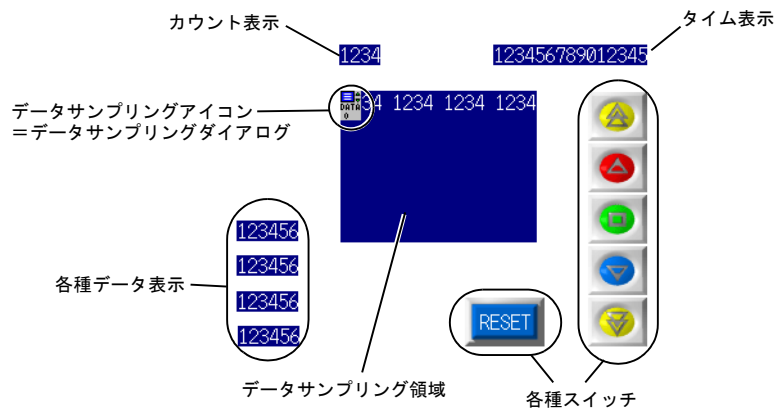 カウント表示
タイム表示
1234
123456789012345
データサンプリングアイコン
＝データサンプリングダイアログ
DATA
0
34 1234 1234 1234
123456
123456
123456
123456
各種データ表示
RESET
データサンプリング領域
各種スイッチ